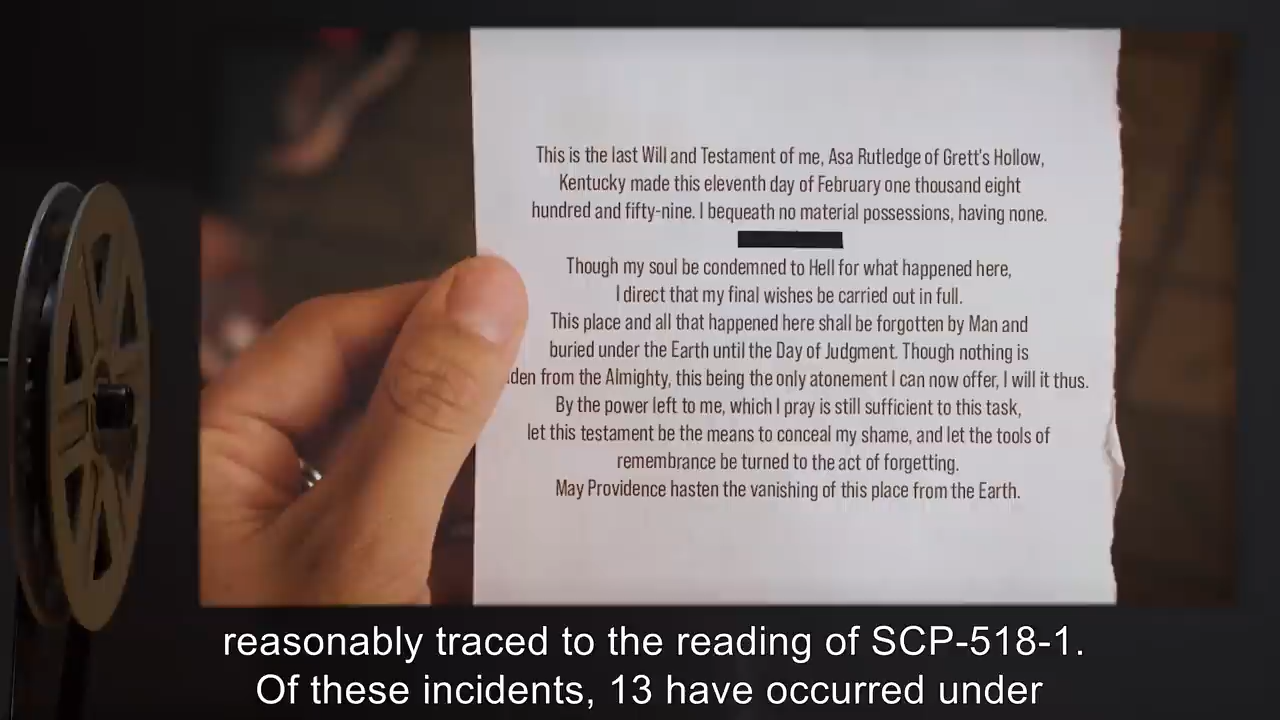 This is the last Will and Testament of me, Asa Rutledge of Grett's Hollow,
Kentucky made this eleventh day of February one thousand eight
hundred and fifty-nine. I bequeath no material possessions, having none.
Though my soul be condemned to Hell for what happened here,
I direct that my final wishes be carried out in full.
This place and all that happened here shall be forgotten by Man and
buried under the Earth until the Day of Judgment. Though nothing is
from the Almighty, this being the only atonement I can now offer, I will it thus.
By the power left to me, which I pray is still sufficient to this task,
let this testament be the means to conceal my shame, and let the tools of
remembrance be turned to the act of forgetting.
May Providence hasten the vanishing of this place from the Earth.
reasonably traced to the reading of SCP-518-1.
Of these incidents, 13 have occurred under